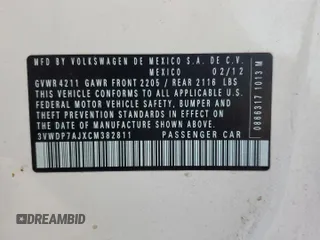 MFD BY VOLKSWAGEN DE MEXICO S.A. DE C.V.
MEXICO 02/12
GVWR 4211 GAWR FRONT 2205 / REAR 2116 LBS
THIS VEHICLE CONFORMS TO ALL APPLICABLE U.S.
FEDERAL MOTOR VEHICLE SAFETY, BUMPER AND
THEFT PREVENTION STANDARDS IN EFFECT ON THE
DATE OF MANUFACTURE SHOWN ABOVE.
3VWDP7AJXCM382811 PASSENGER CAR
0886317 1013 M
DREAMBID